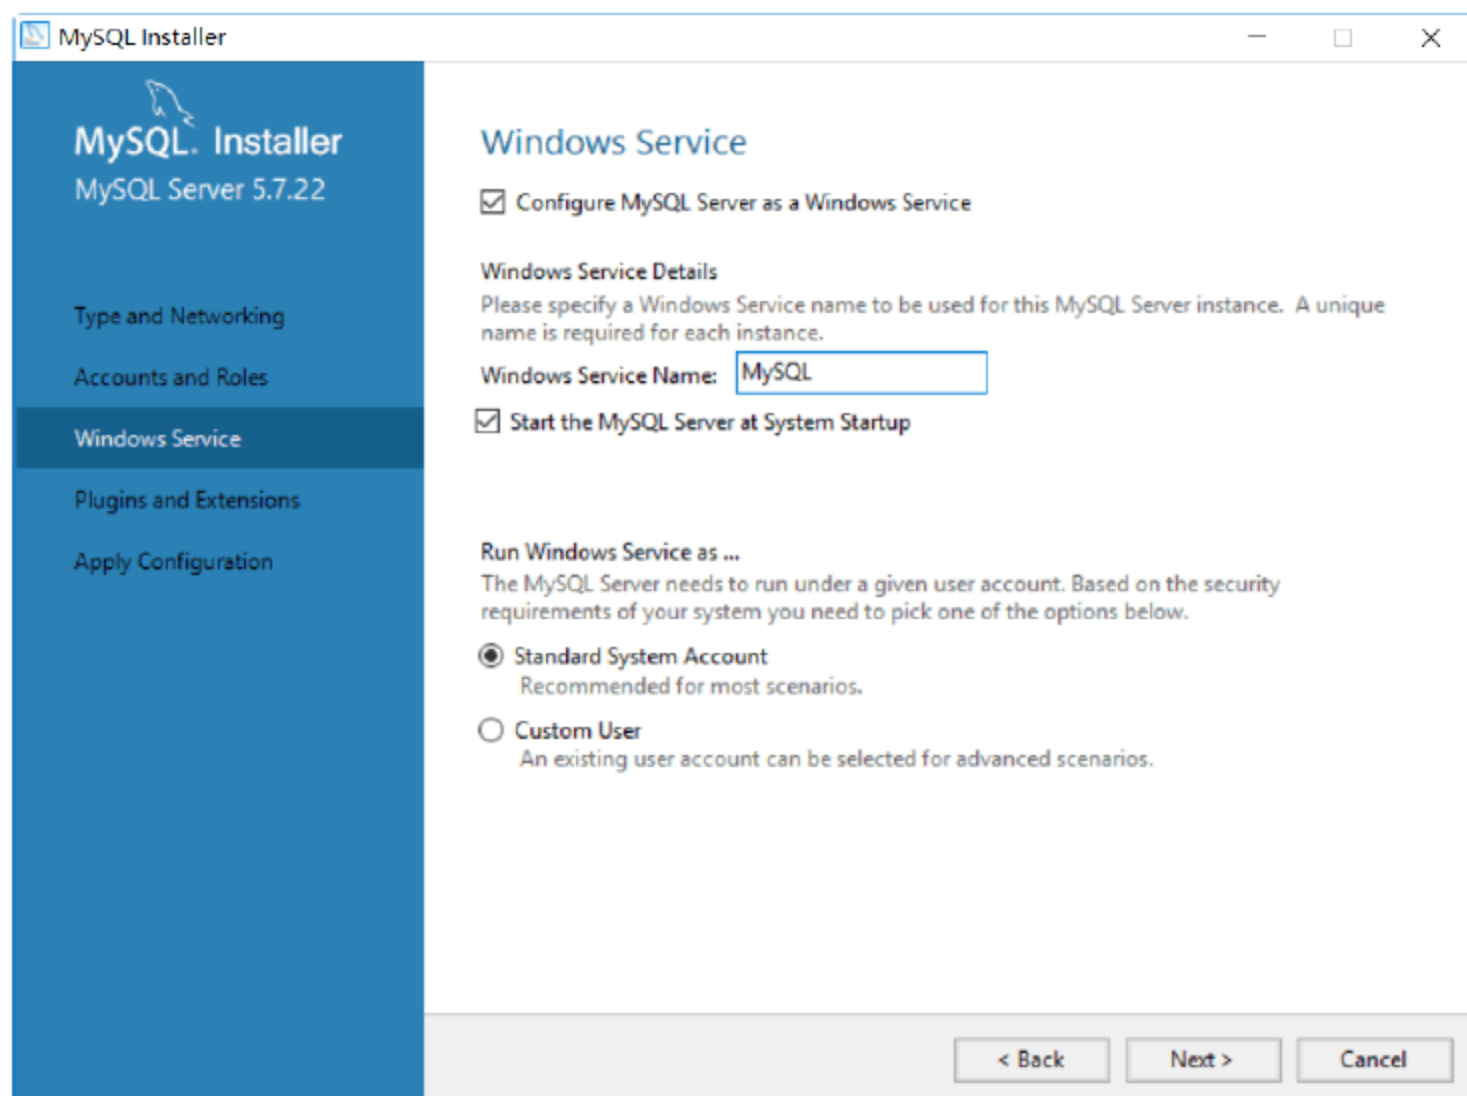 MySQL Installer
MySQL. Installer
MySQL Server 5.7.22
Type and Networking
Accounts and Roles
Windows Service
Plugins and Extensions
Apply Configuration
Windows Service
Configure MySQL Server as a Windows Service
Windows Service Details
Please specify a Windows Service name to be used for this MySQL Server instance. A unique
name is required for each instance.
Windows Service Name: MySQL
Start the MySQL Server at System Startup
Run Windows Service as ...
The MySQL Server needs to run under a given user account. Based on the security
requirements of your system you need to pick one of the options below.
Standard System Account
Recommended for most scenarios.
Custom User
An existing user account can be selected for advanced scenarios.
< Back Next > Cancel